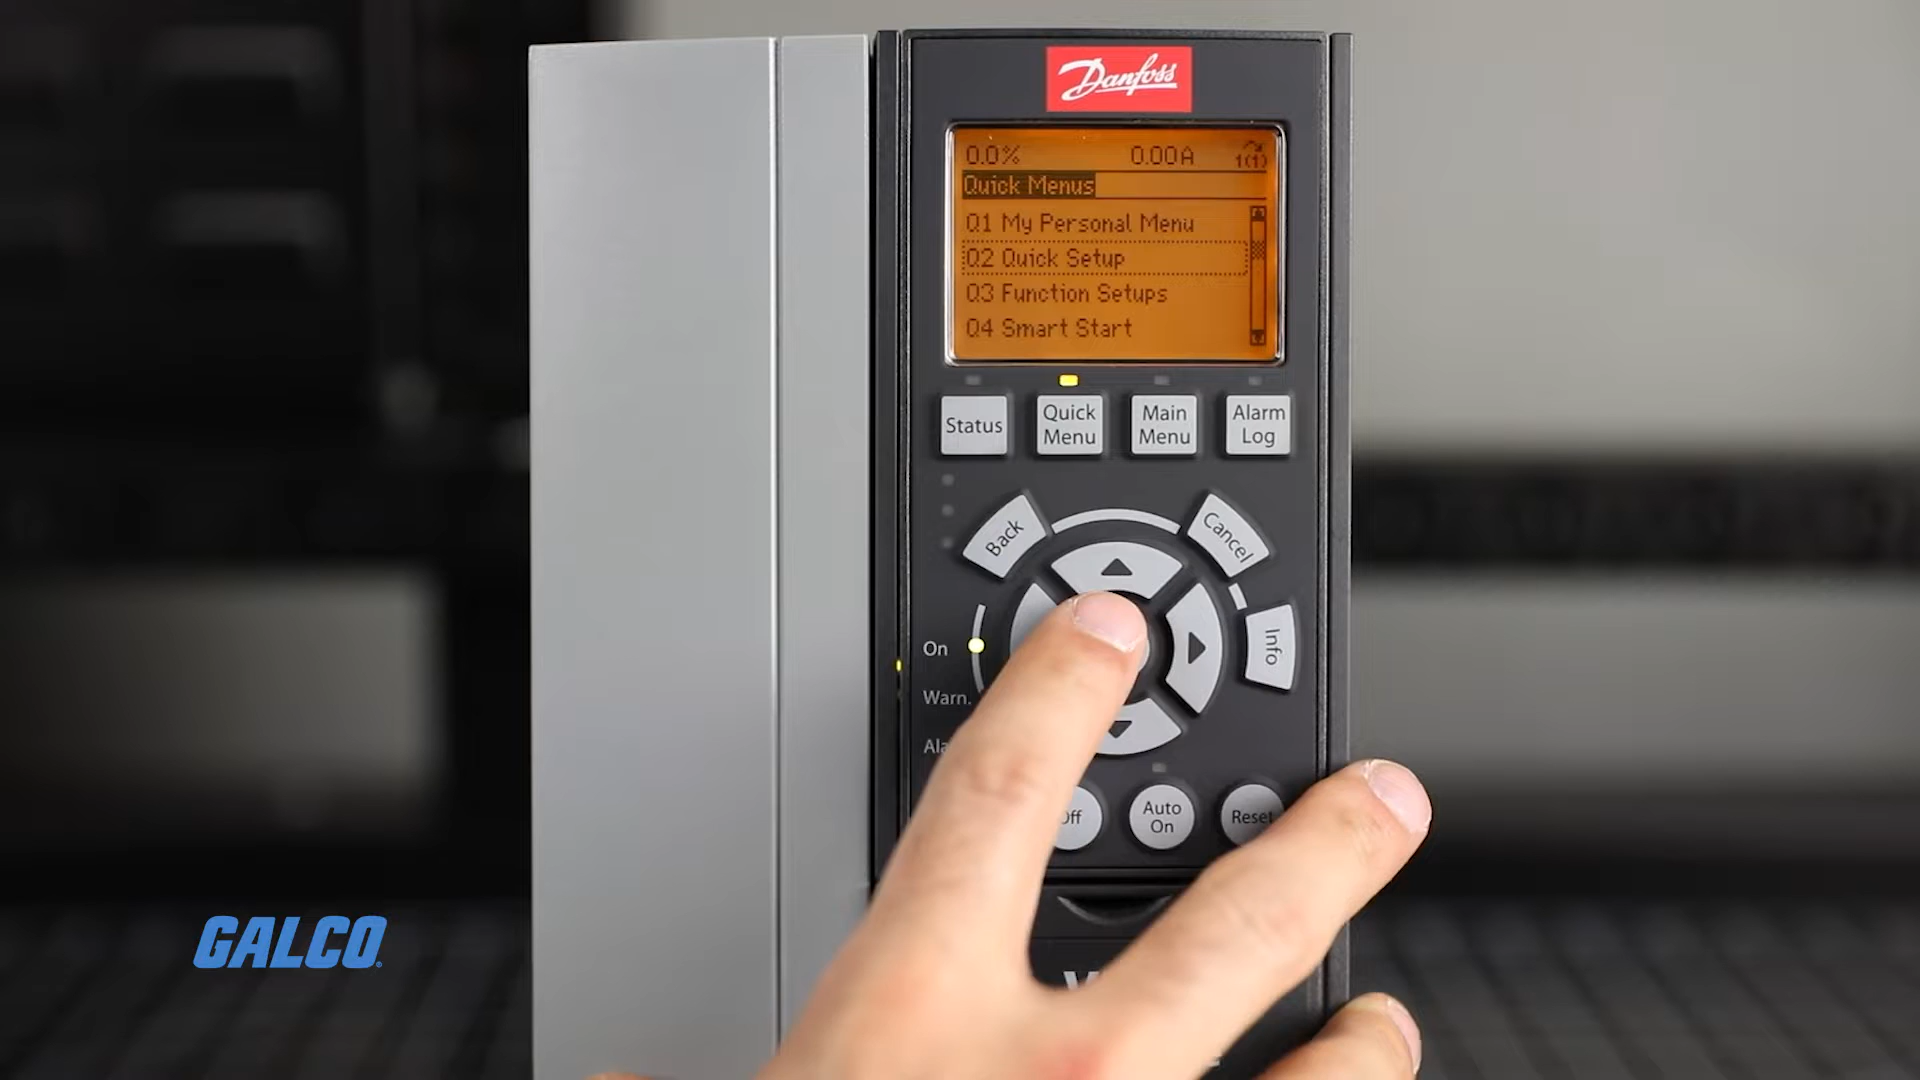 Danfoss
0.0% 0.00A 1(1)
Quick Menus
Q1 My Personal Menu
Q2 Quick Setup
Q3 Function Setups
Q4 Smart Start
Status
Quick Menu
Main Menu
Alarm Log
Back
Cancel
Info
On
Warn.
Auto On
Reset
GALCO